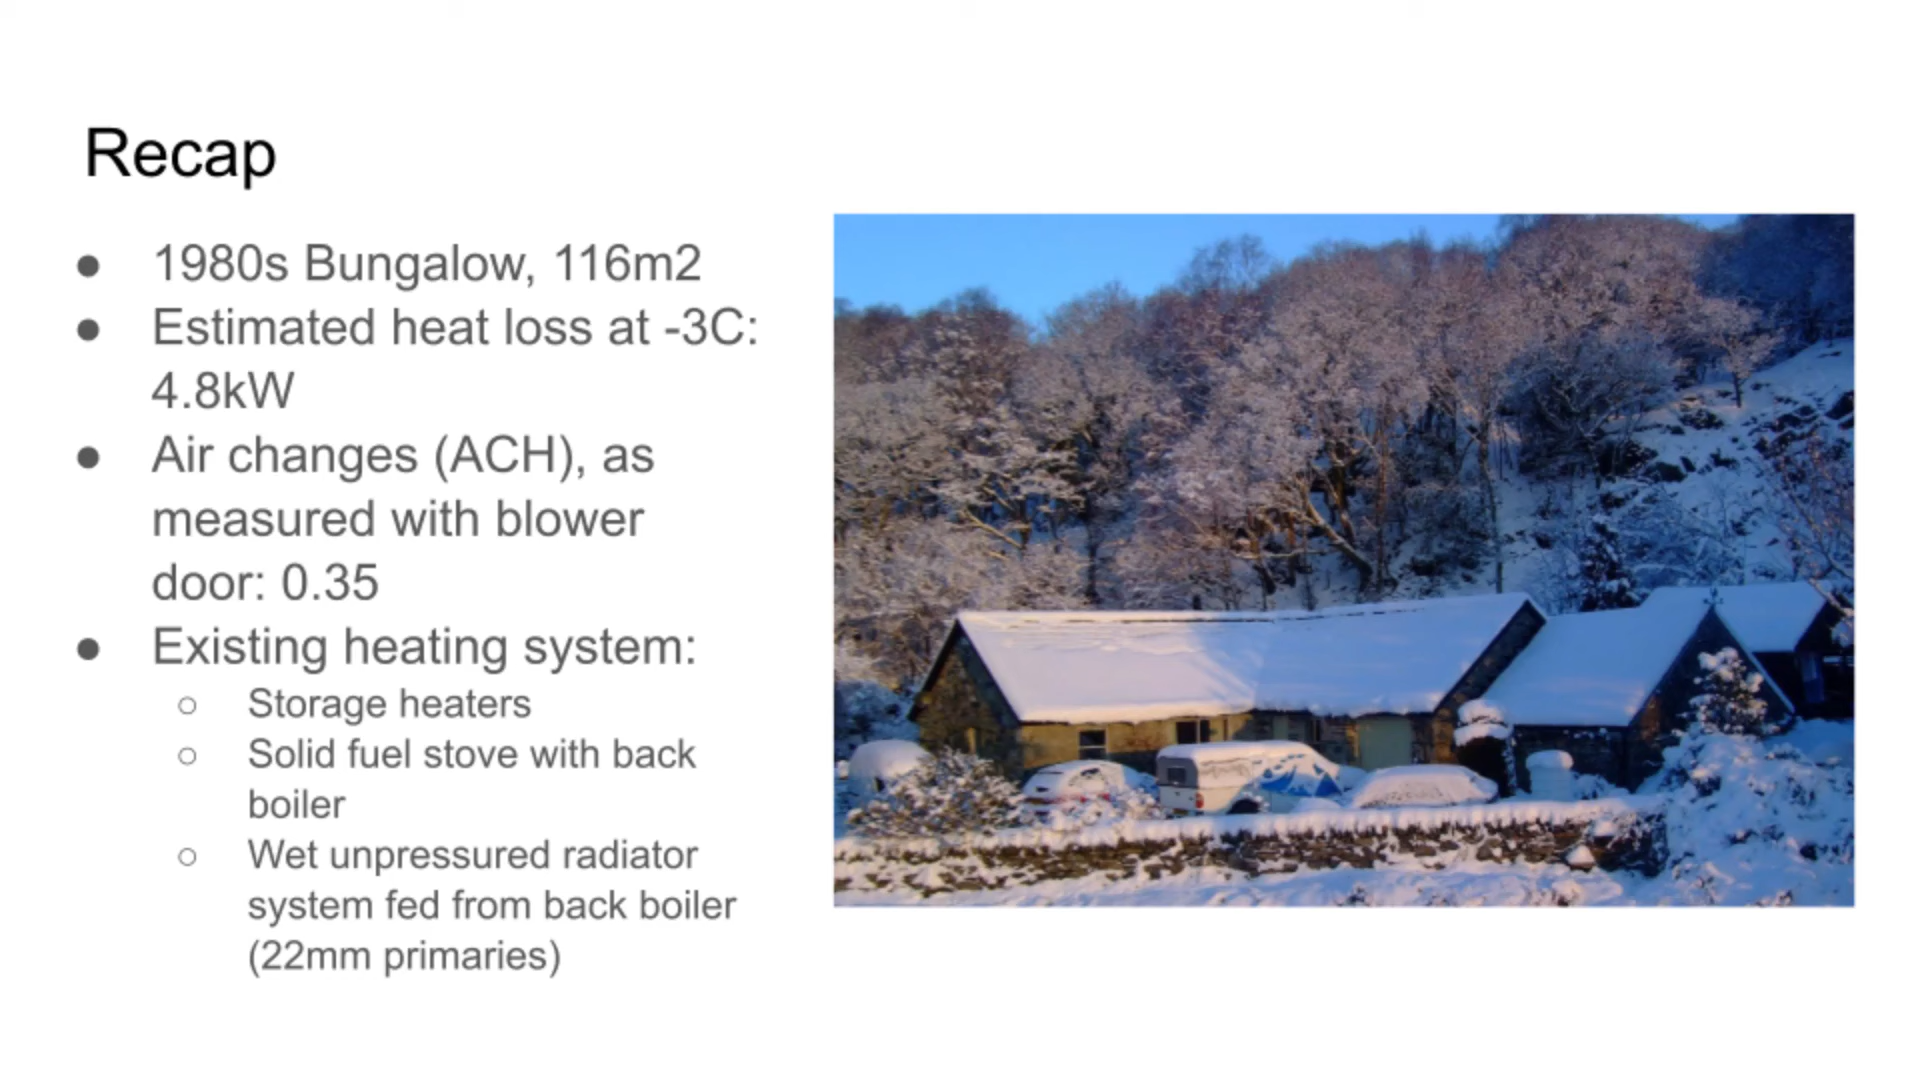 Recap
● 1980s Bungalow, 116m2
● Estimated heat loss at -3C:
4.8kW
● Air changes (ACH), as
measured with blower
door: 0.35
● Existing heating system:
○ Storage heaters
○ Solid fuel stove with back
boiler
○ Wet unpressured radiator
system fed from back boiler
(22mm primaries)